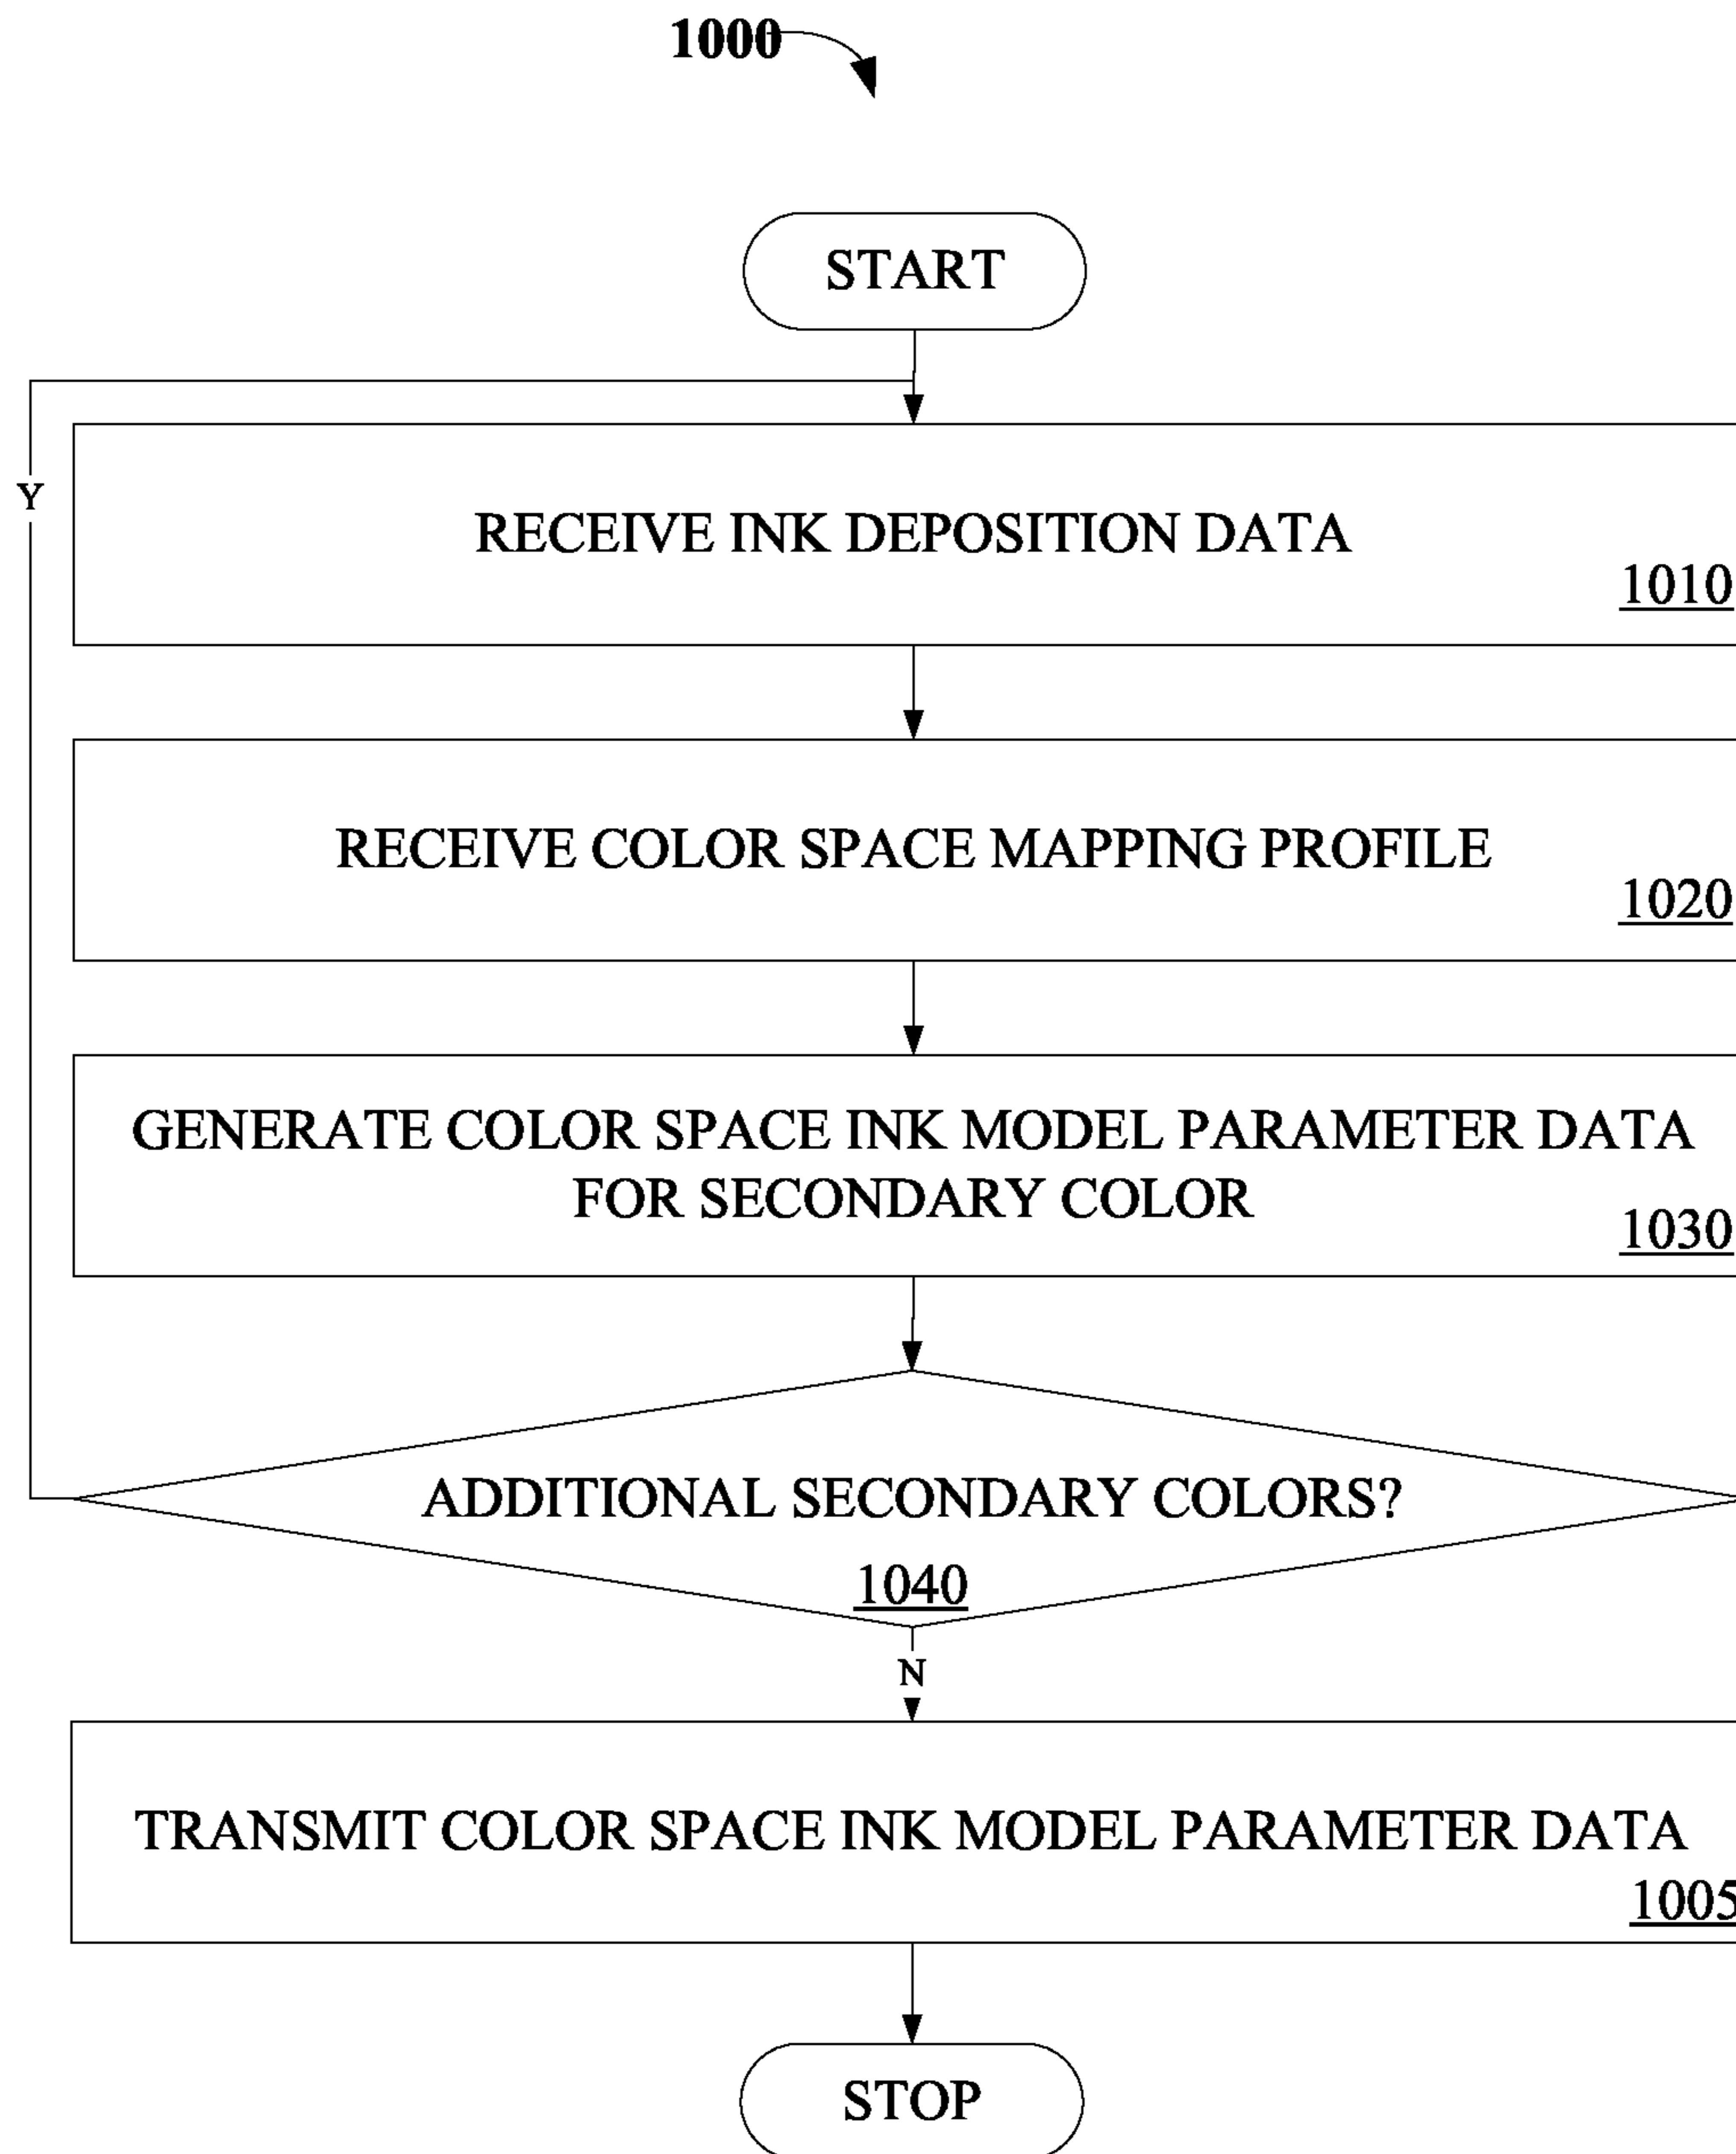 1000
START
Y
RECEIVE INK DEPOSITION DATA
1010
RECEIVE COLOR SPACE MAPPING PROFILE
1020
GENERATE COLOR SPACE INK MODEL PARAMETER DATA
FOR SECONDARY COLOR
1030
ADDITIONAL SECONDARY COLORS?
1040
N
TRANSMIT COLOR SPACE INK MODEL PARAMETER DATA
1005
STOP